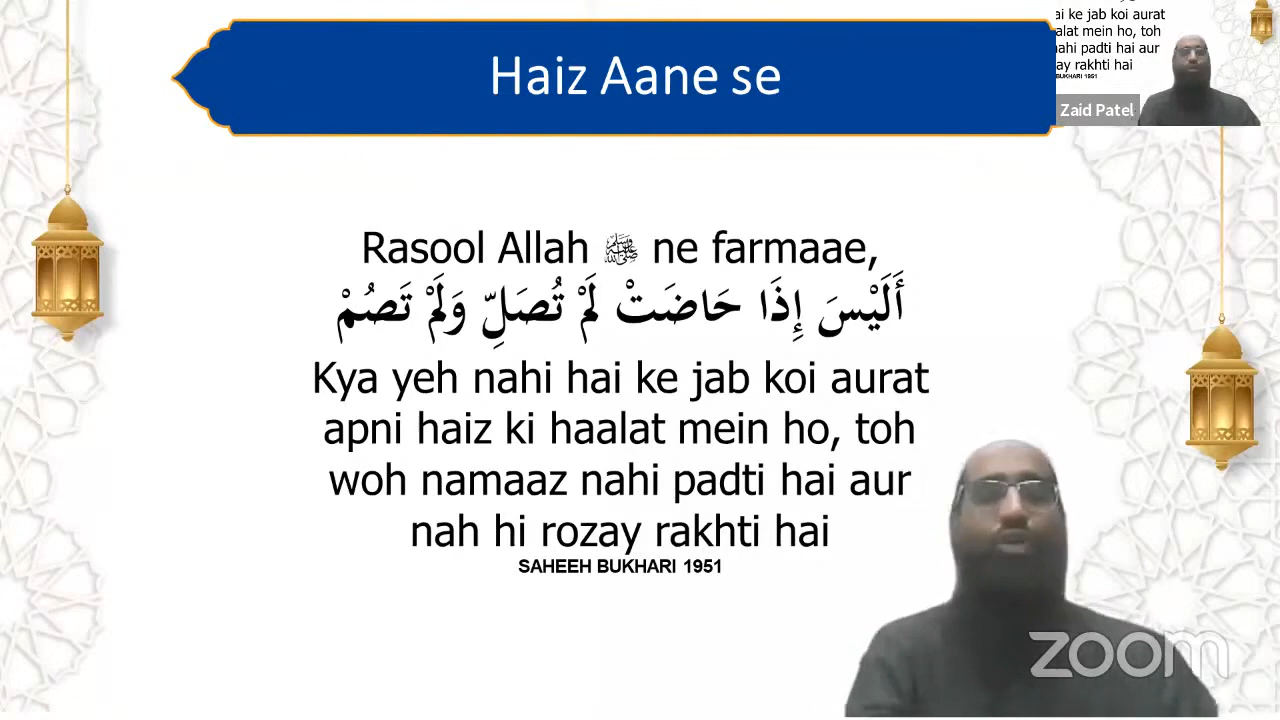 Haiz Aane se
Rasool Allah ﷺ ne farmaae,
أَلَيْسَ إِذَا حَاضَتْ لَمْ تُصَلِّ وَلَمْ تَصُمْ
Kya yeh nahi hai ke jab koi aurat
apni haiz ki haalat mein ho, toh
woh namaaz nahi padti hai aur
nah hi rozay rakhti hai
SAHEEH BUKHARI 1951
ai ke jab koi aurat
alat mein ho, toh
ahi padti hai aur
ay rakhti hai
BUKHARI 1951
Zaid Patel
zoom